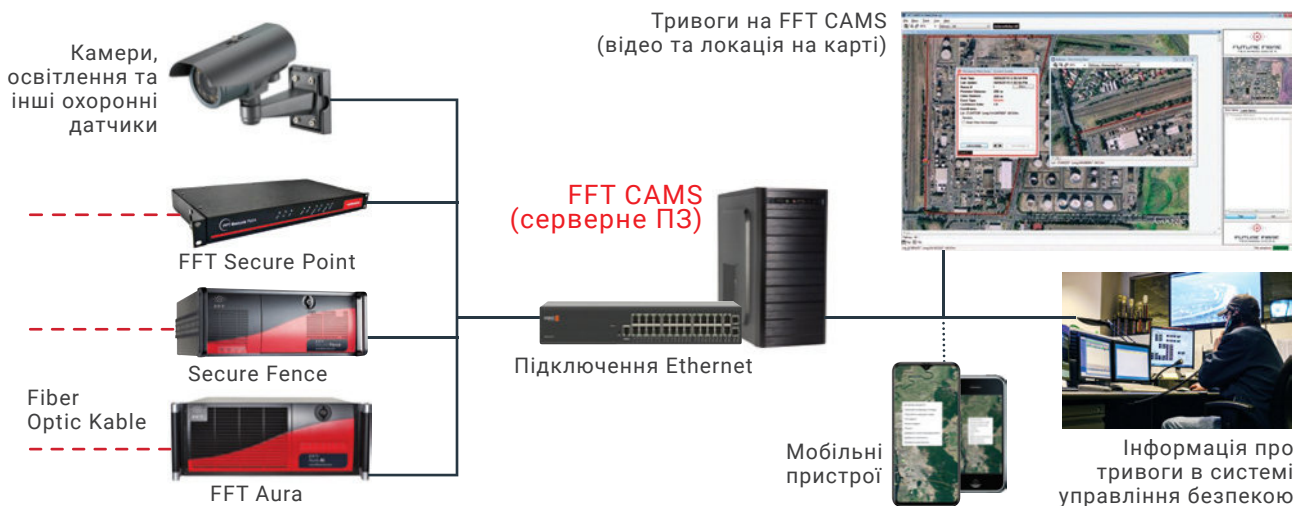 Камери,
освітлення та
інші охоронні
датчики
Тривоги на FFT CAMS
(відео та локація на карті)
FUTURE FIBRE
FFT Secure Point
FFT CAMS
(серверне ПЗ)
Secure Fence
Підключення Ethernet
Fiber
Optic Kable
FFT Aura
Мобільні
пристрої
Інформація про
тривоги в системі
управління безпекою